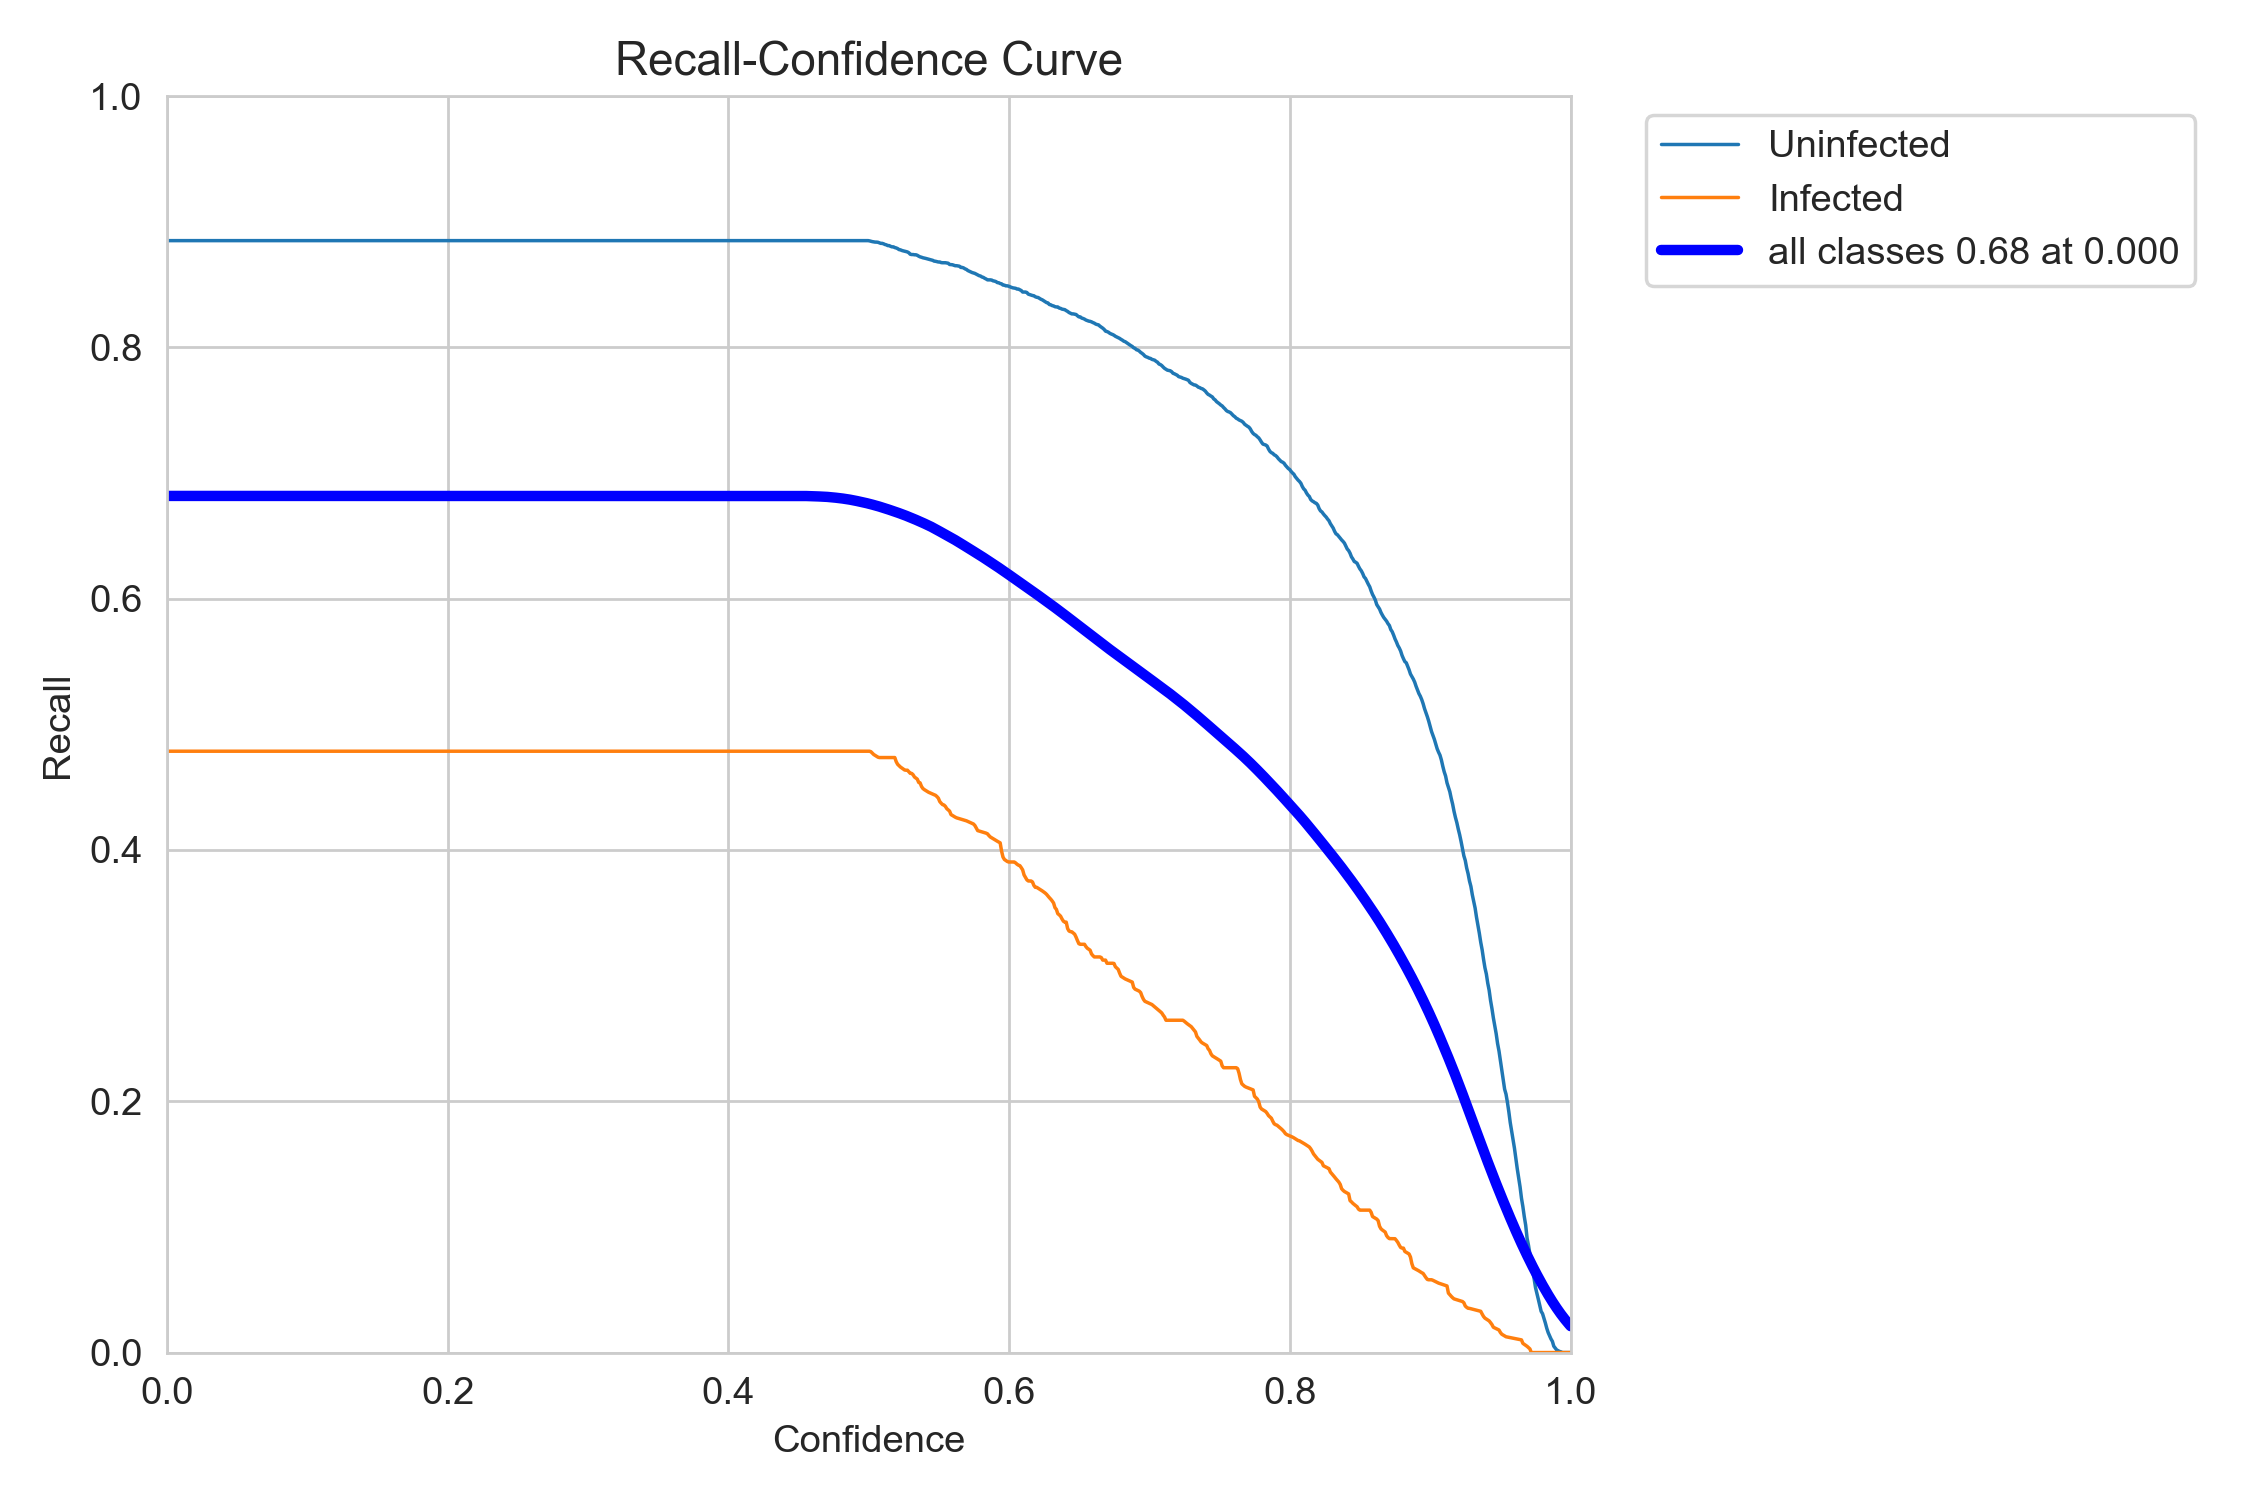 Recall-Confidence Curve
1.0
0.8
0.6
0.4
0.2
0.0
Recall
0.0 0.2 0.4 0.6 0.8 1.0
Confidence
Uninfected
Infected
all classes 0.68 at 0.000